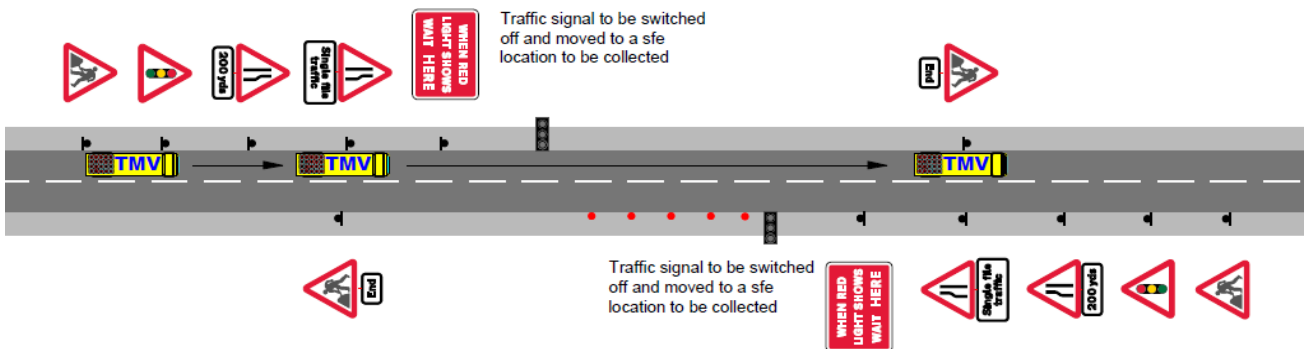 200 yds
Single file
traffic
WHEN RED
LIGHT SHOWS
WAIT HERE
Traffic signal to be switched
off and moved to a sfe
location to be collected
End
TMV
TMV
TMV
End
Traffic signal to be switched
off and moved to a sfe
location to be collected
WHEN RED
LIGHT SHOWS
WAIT HERE
Single file
traffic
200 yds